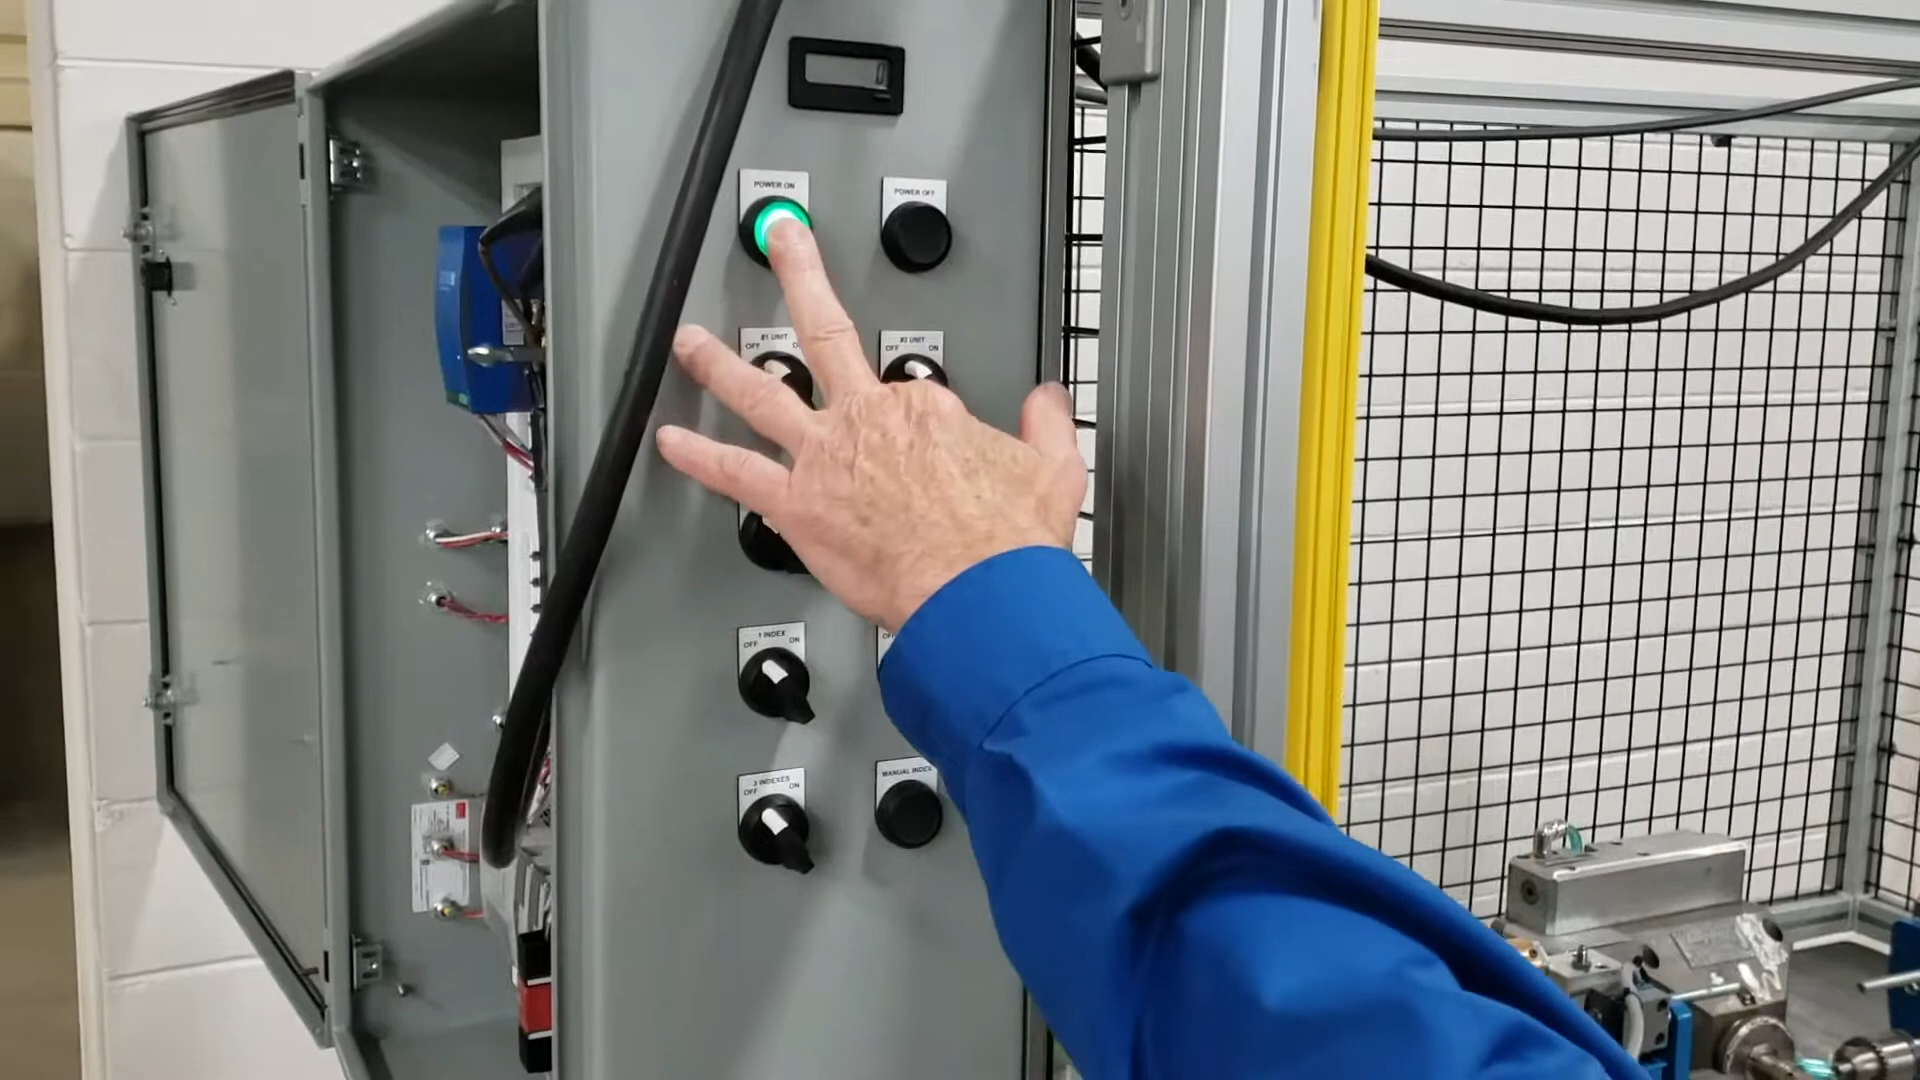 POWER ON
POWER OFF
#1 UNIT
OFF
#2 UNIT
OFF ON
1 INDEX
OFF ON
3 INDEXES
OFF ON
MANUAL INDEX